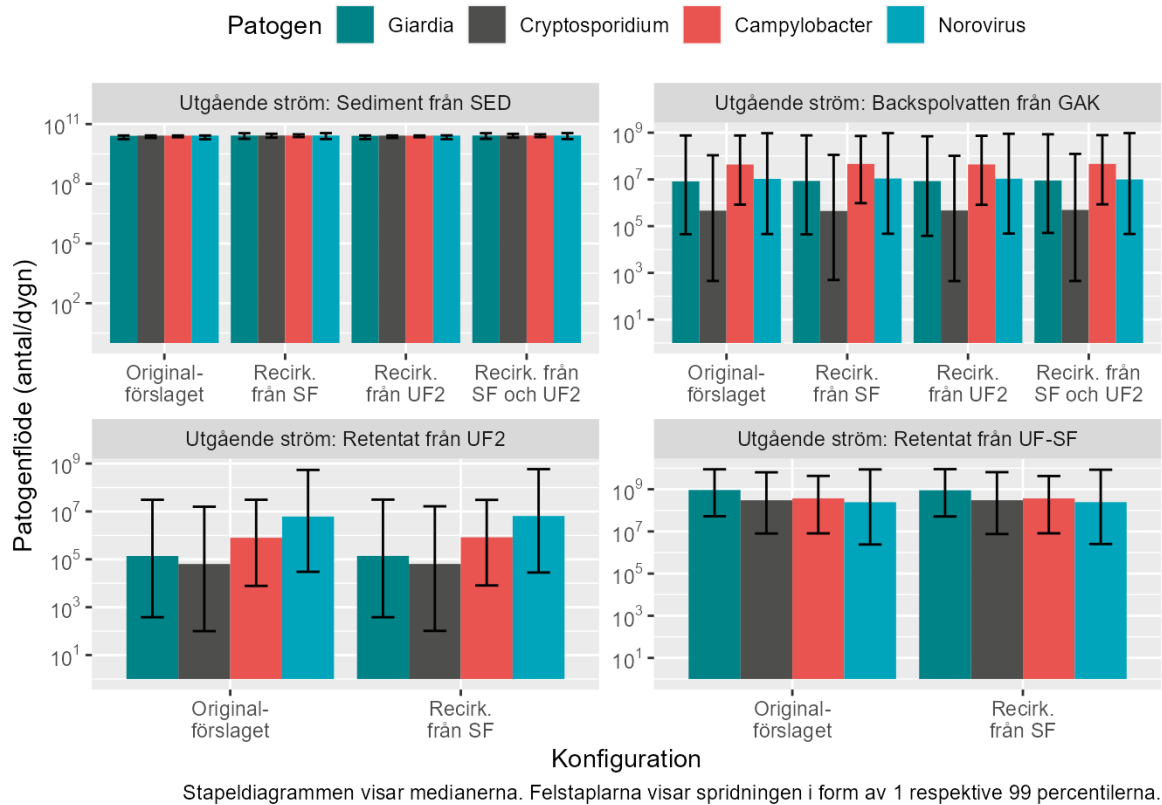 Patogen Giardia Cryptosporidium Campylobacter Norovirus
Utgående ström: Sediment från SED
10¹¹
10⁸
10⁵
10²
Original-
förslaget
Recirk.
från SF
Recirk.
från UF2
Recirk. från
SF och UF2
Utgående ström: Backspolvatten från GAK
10⁹
10⁷
10⁵
10³
10¹
Original-
förslaget
Recirk.
från SF
Recirk.
från UF2
Recirk. från
SF och UF2
Patogenflöde (antal/dygn)
Utgående ström: Retentat från UF2
10⁹
10⁷
10⁵
10³
10¹
Original-
förslaget
Recirk.
från SF
Utgående ström: Retentat från UF-SF
10⁹
10⁷
10⁵
10³
10¹
Original-
förslaget
Recirk.
från SF
Konfiguration
Stapeldiagrammen visar medianerna. Felstaplarna visar spridningen i form av 1 respektive 99 percentilerna.